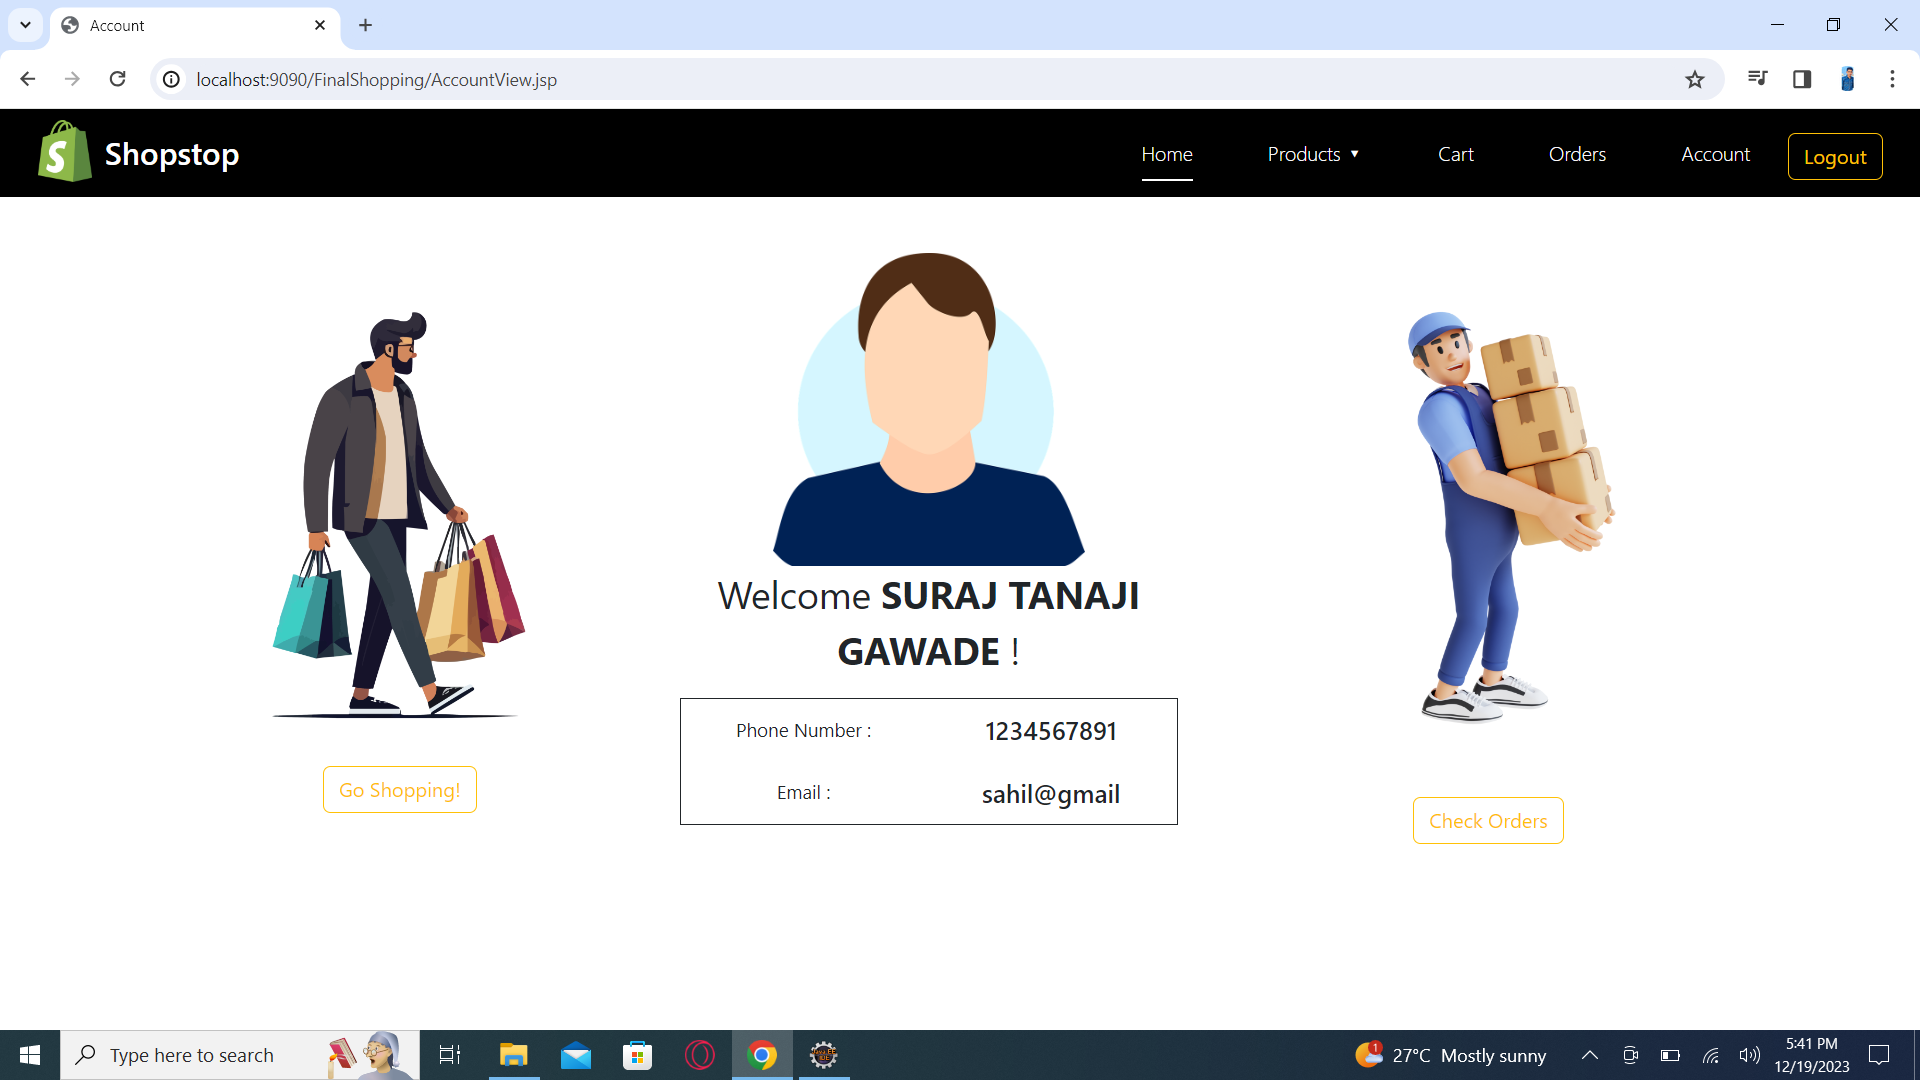 Account
localhost:9090/FinalShopping/AccountView.jsp
S Shopstop
Home Products ▼ Cart Orders Account Logout
Welcome SURAJ TANAJI
GAWADE !
Phone Number : 1234567891
Email : sahil@gmail
Go Shopping!
Check Orders
Type here to search
1 27°C Mostly sunny
5:41 PM
12/19/2023